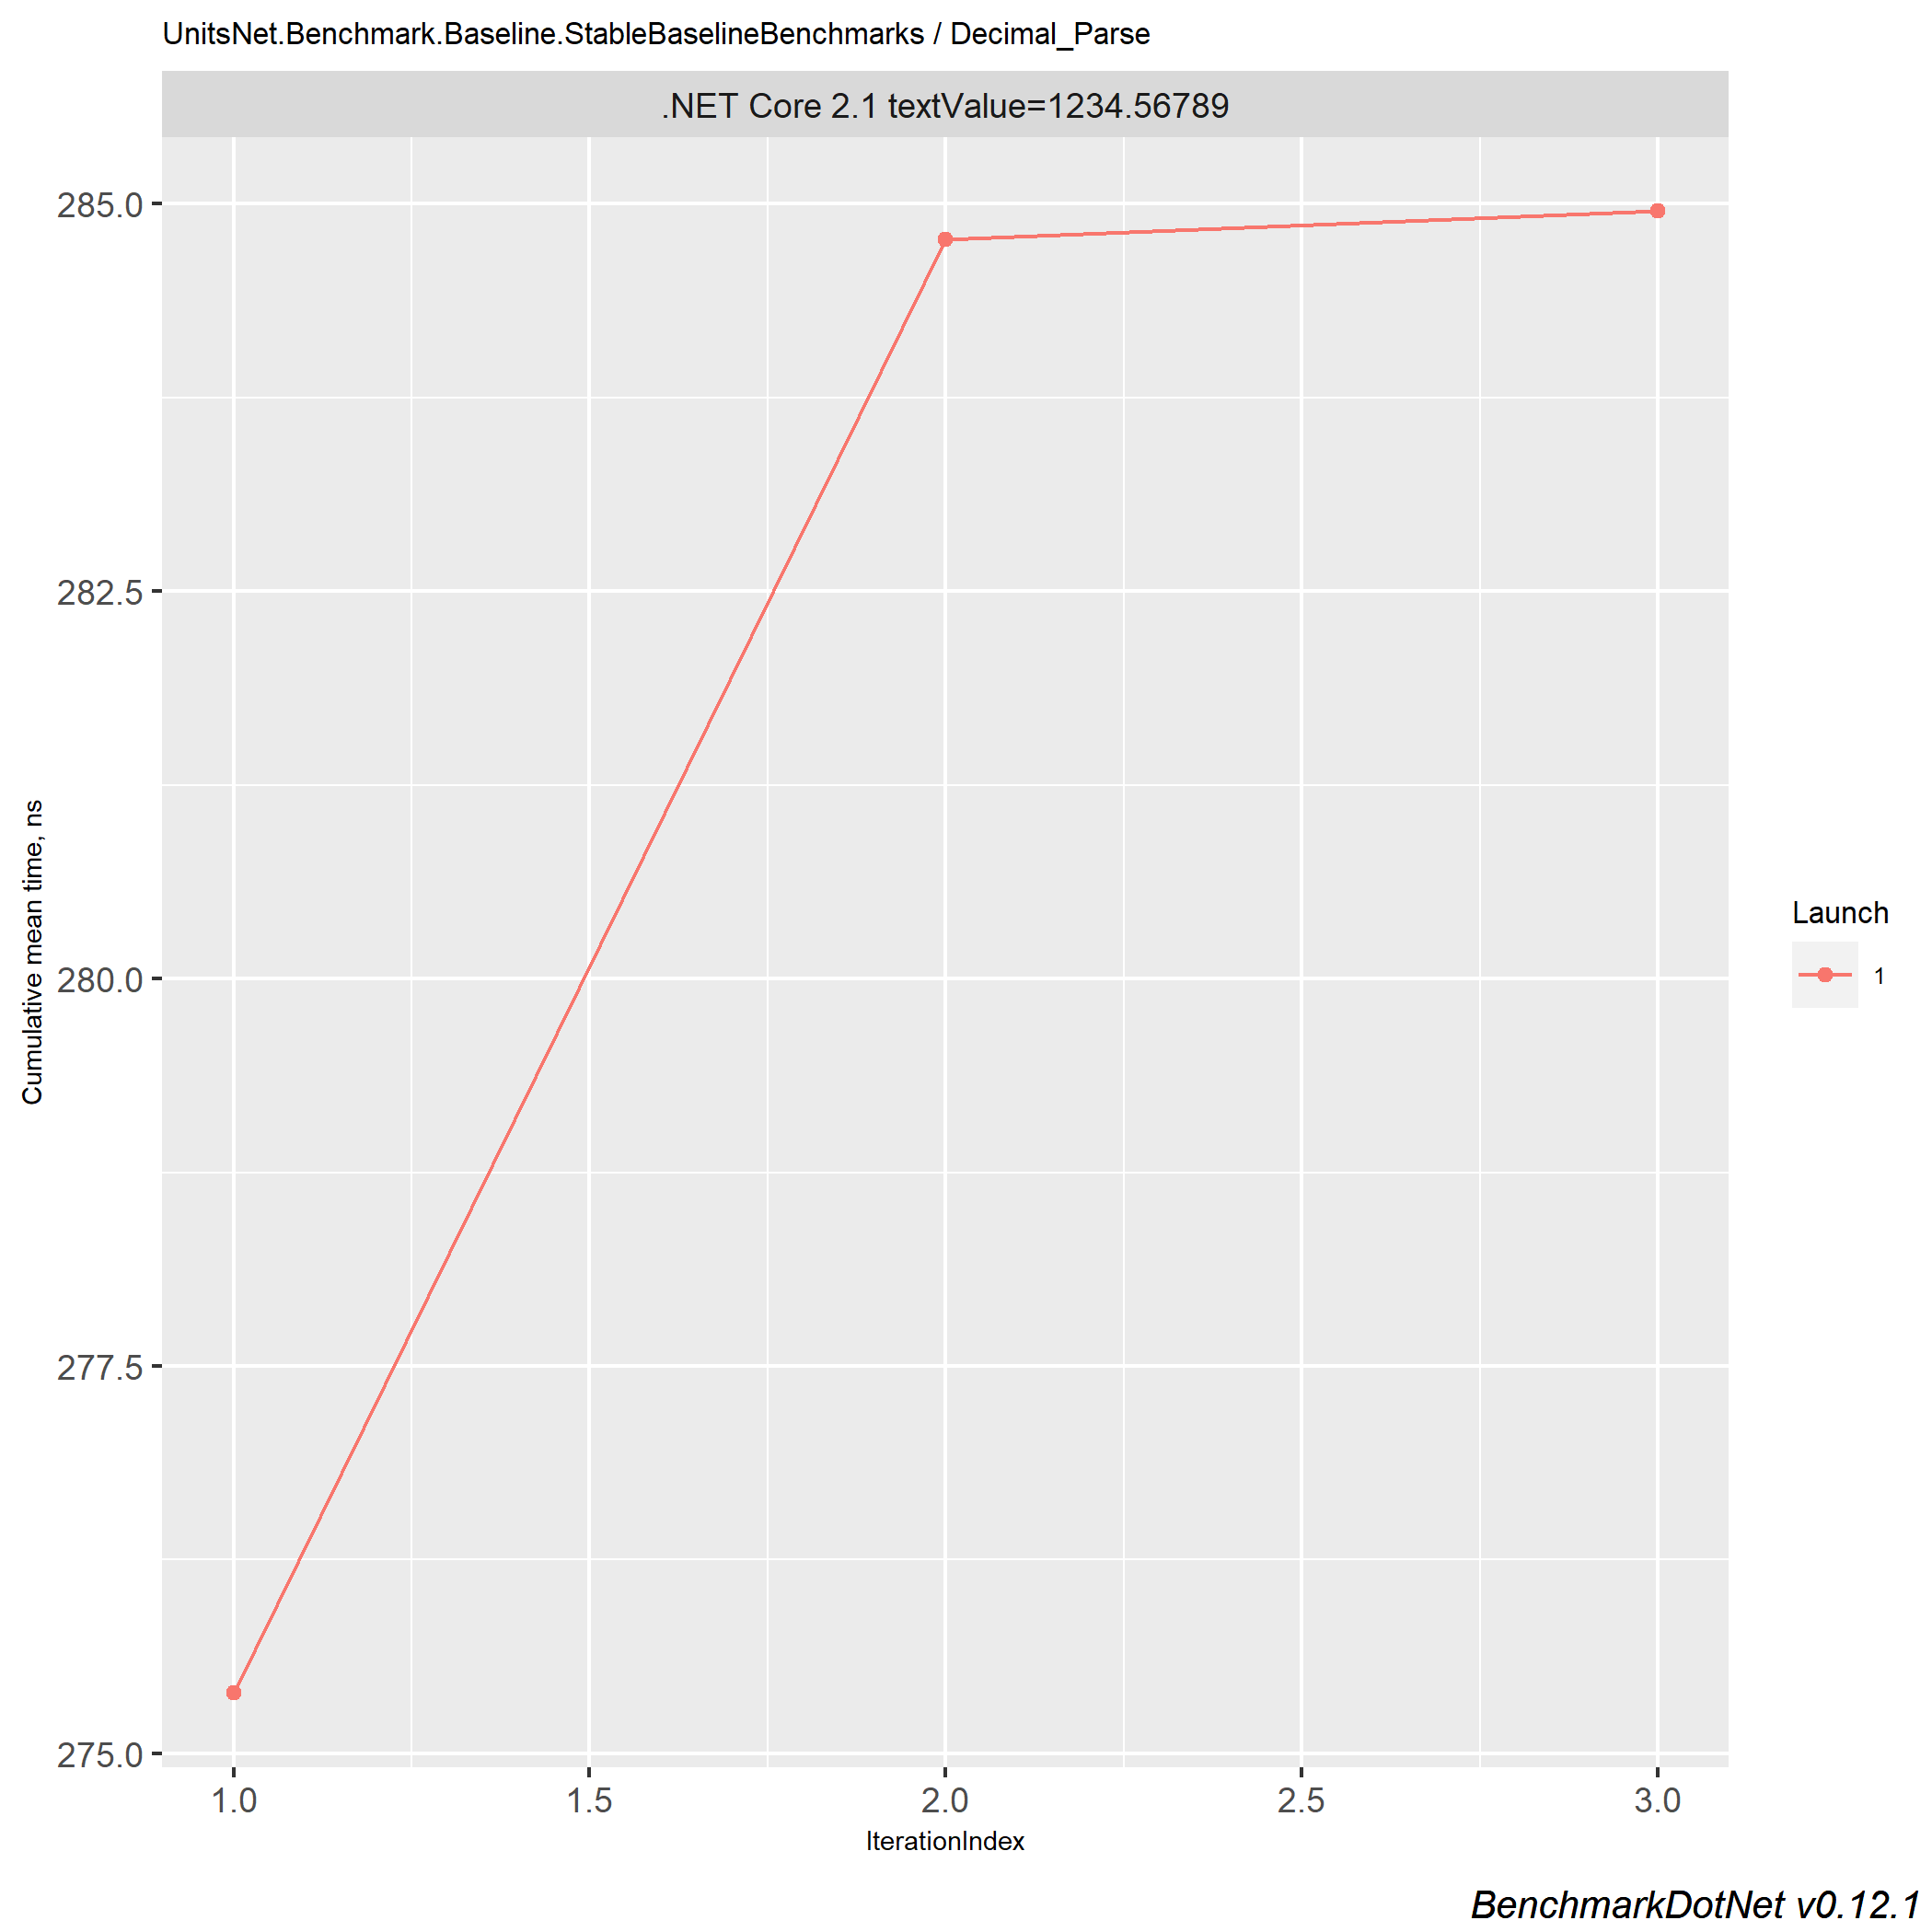 UnitsNet.Benchmark.Baseline.StableBaselineBenchmarks / Decimal_Parse
.NET Core 2.1 textValue=1234.56789
285.0
282.5
280.0
277.5
275.0
Cumulative mean time, ns
1.0 1.5 2.0 2.5 3.0
IterationIndex
Launch
1
BenchmarkDotNet v0.12.1